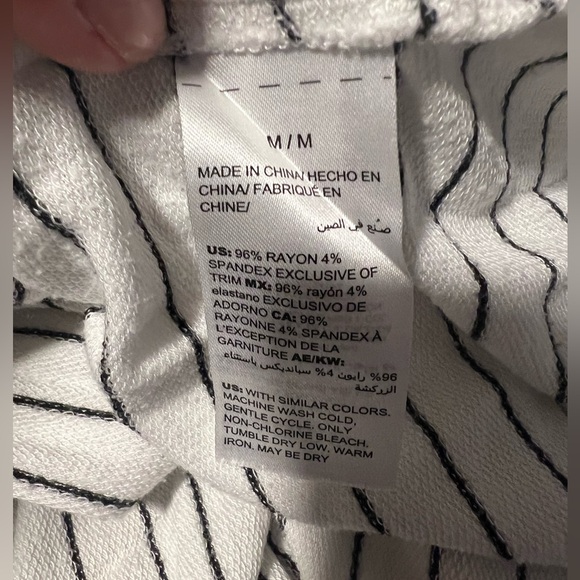 M/M
MADE IN CHINA/ HECHO EN
CHINA/ FABRIQUÉ EN
CHINE/
صنع في الصين
US: 96% RAYON 4%
SPANDEX EXCLUSIVE OF
TRIM MX: 96% rayón 4%
elastano EXCLUSIVO DE
ADORNO CA: 96%
RAYONNE 4% SPANDEX À
L'EXCEPTION DE LA
GARNITURE AE/KW:
96% رايون 4% سبانديكس باستثناء
الزركشة
US: WITH SIMILAR COLORS.
MACHINE WASH COLD,
GENTLE CYCLE. ONLY
NON-CHLORINE BLEACH.
TUMBLE DRY LOW, WARM
IRON. MAY BE DRY